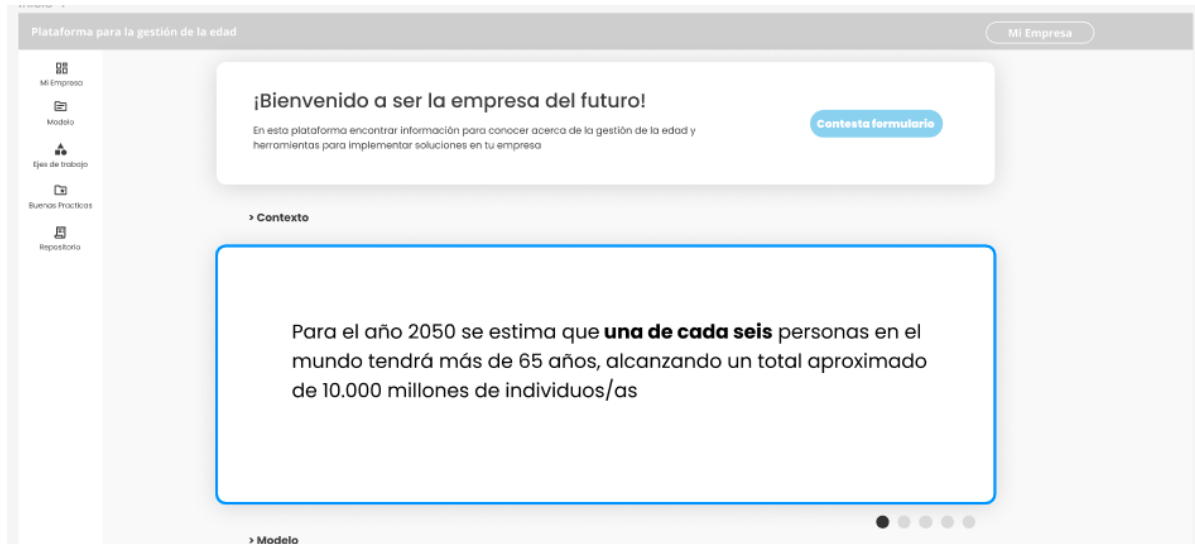 Plataforma para la gestión de la edad
Mi Empresa
Mi Empresa
Modelo
Ejes de trabajo
Buenas Practicas
Repositorio
¡Bienvenido a ser la empresa del futuro!
En esta plataforma encontrar información para conocer acerca de la gestión de la edad y
herramientas para implementar soluciones en tu empresa
Contesta formulario
> Contexto
Para el año 2050 se estima que una de cada seis personas en el
mundo tendrá más de 65 años, alcanzando un total aproximado
de 10.000 millones de individuos/as
> Modelo